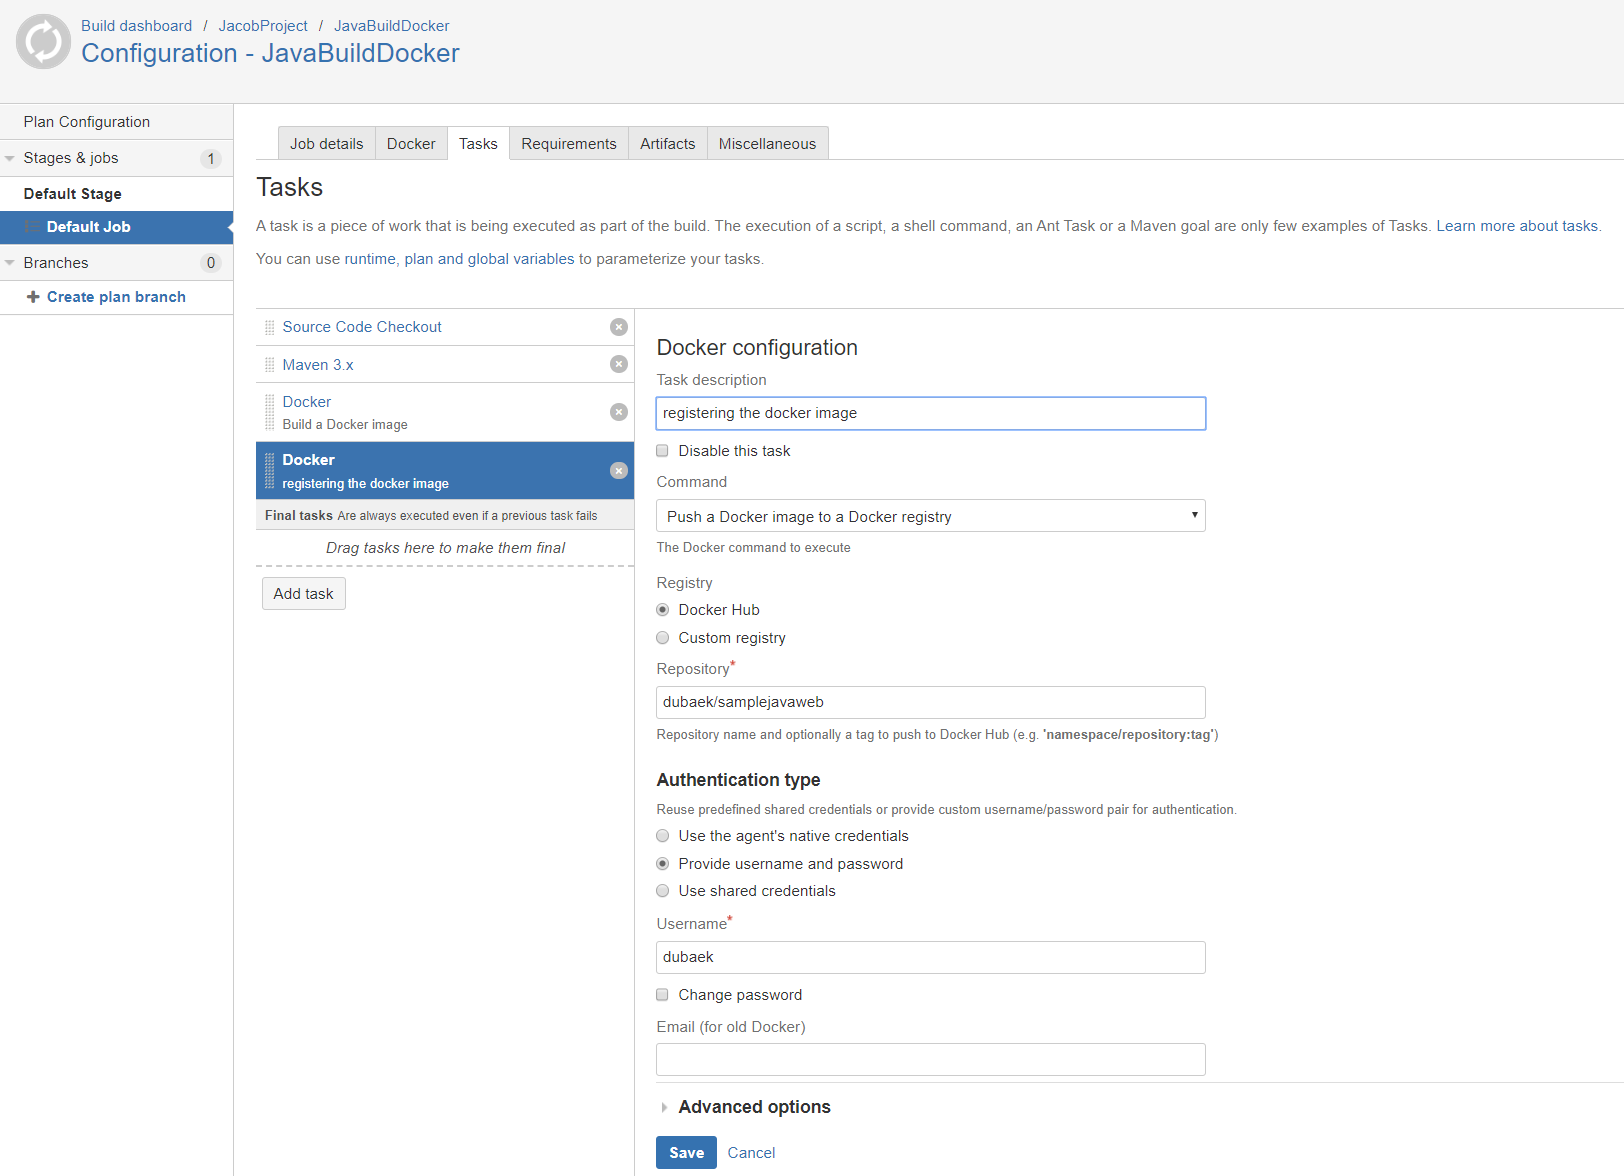 Build dashboard / JacobProject / JavaBuildDocker
Configuration - JavaBuildDocker
Plan Configuration
Stages & jobs 1
Default Stage
Default Job
Branches 0
Create plan branch
Job details Docker Tasks Requirements Artifacts Miscellaneous
Tasks
A task is a piece of work that is being executed as part of the build. The execution of a script, a shell command, an Ant Task or a Maven goal are only few examples of Tasks. Learn more about tasks.
You can use runtime, plan and global variables to parameterize your tasks.
Source Code Checkout
Maven 3.x
Docker
Build a Docker image
Docker
registering the docker image
Final tasks Are always executed even if a previous task fails
Drag tasks here to make them final
Add task
Docker configuration
Task description
registering the docker image
Disable this task
Command
Push a Docker image to a Docker registry
The Docker command to execute
Registry
Docker Hub
Custom registry
Repository*
dubaek/samplejavaweb
Repository name and optionally a tag to push to Docker Hub (e.g. 'namespace/repository:tag')
Authentication type
Reuse predefined shared credentials or provide custom username/password pair for authentication.
Use the agent's native credentials
Provide username and password
Use shared credentials
Username*
dubaek
Change password
Email (for old Docker)
Advanced options
Save Cancel